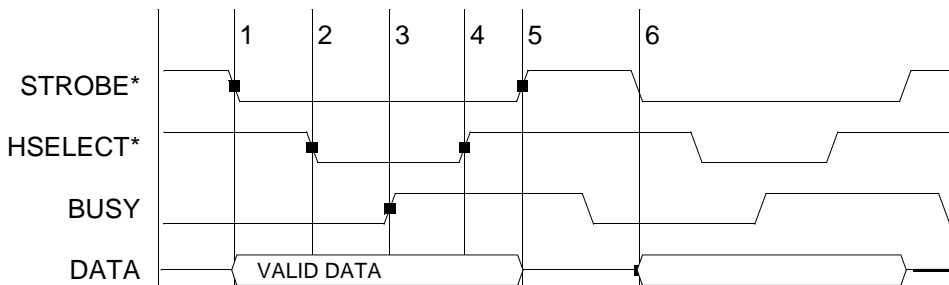 1 2 3 4 5 6
STROBE*
HSELECT*
BUSY
DATA VALID DATA